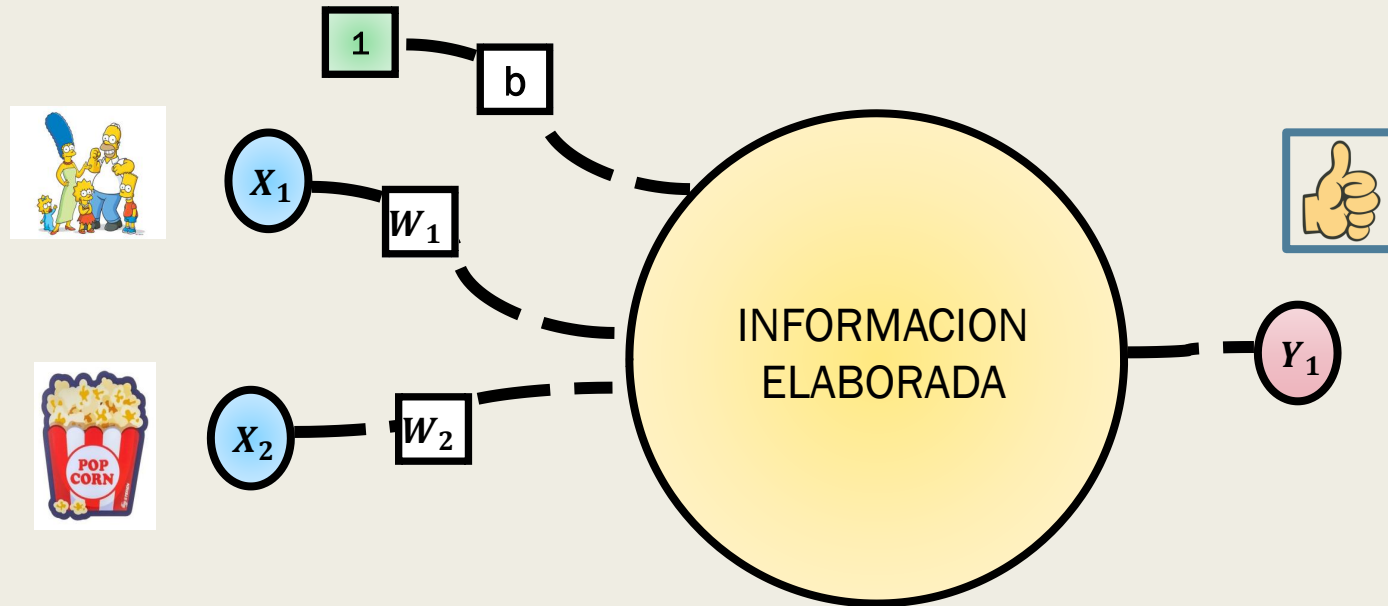 1
b
X₁
W₁
INFORMACION
ELABORADA
Y₁
X₂
W₂
POP
CORN